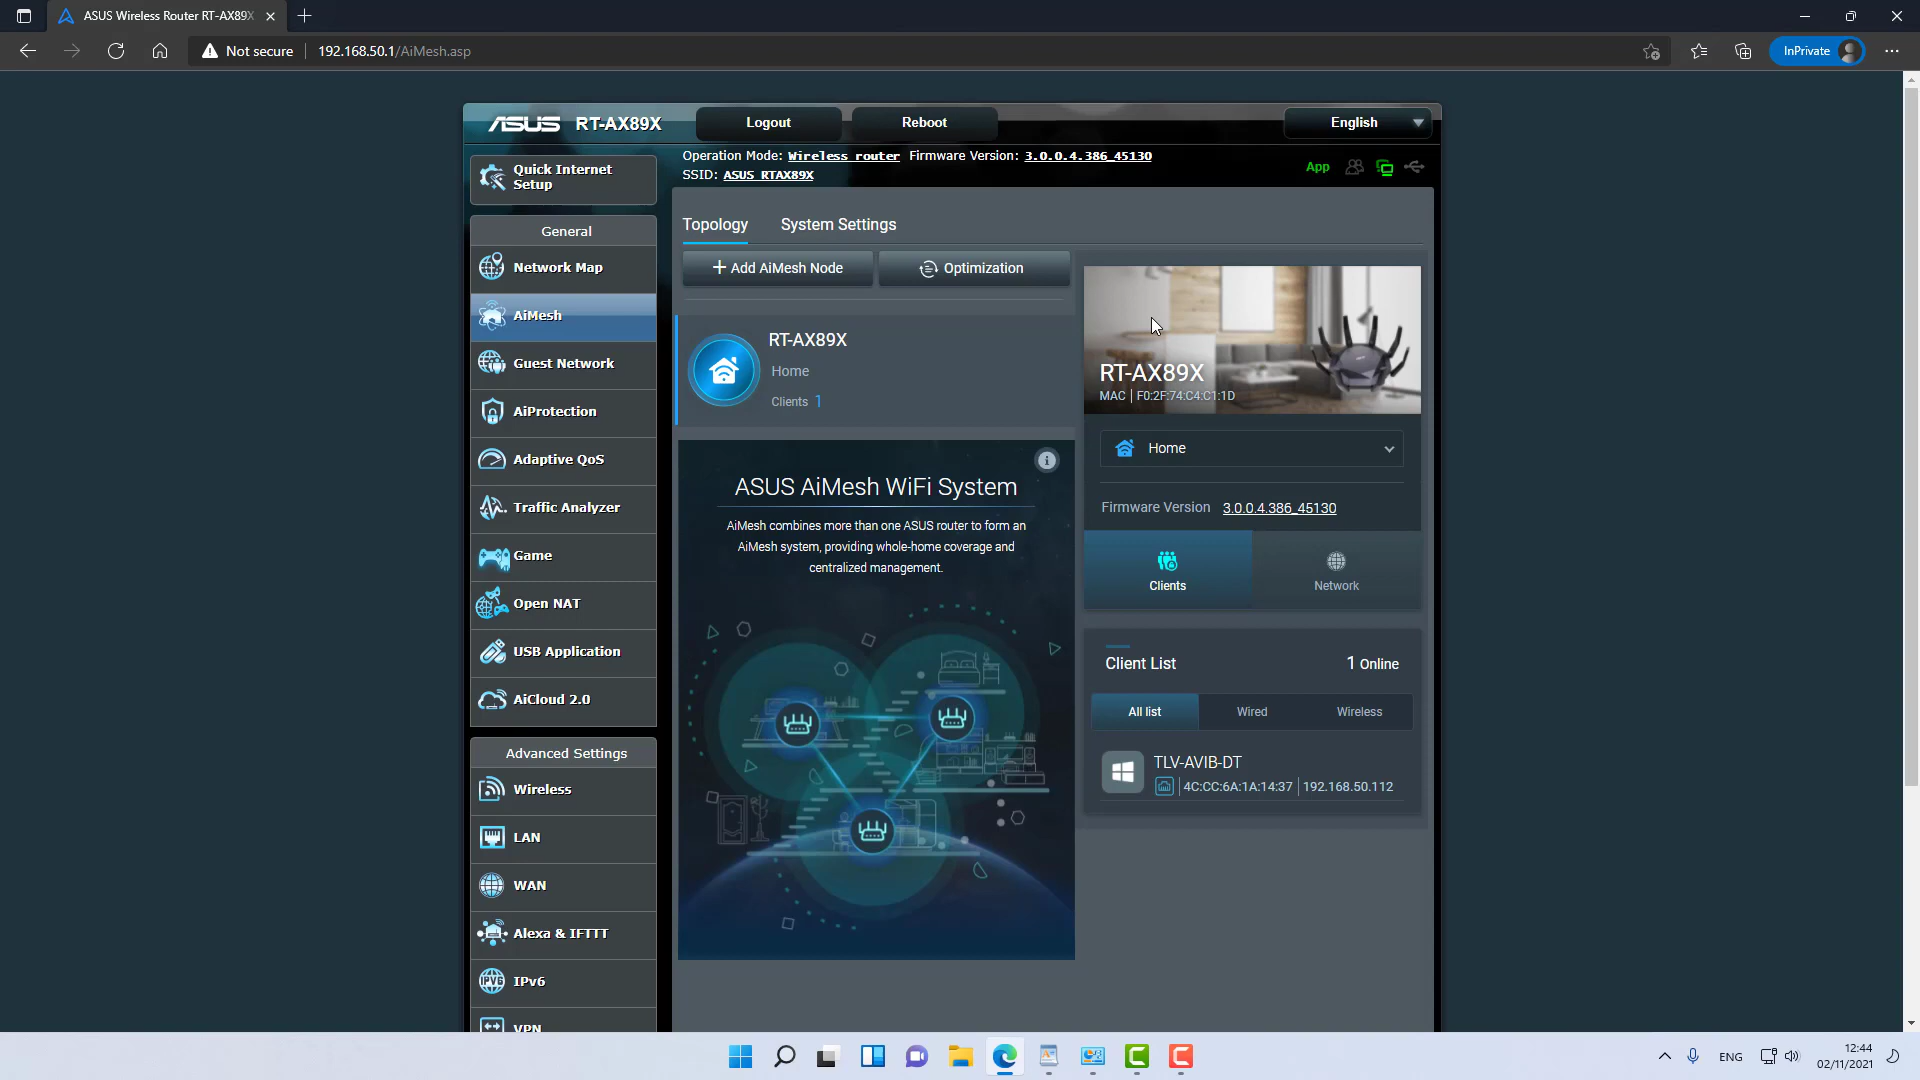 ASUS Wireless Router RT-AX89X
Not secure
192.168.50.1/AiMesh.asp
InPrivate
ASUS RT-AX89X
Logout
Reboot
English
Operation Mode: Wireless router Firmware Version: 3.0.0.4.386_45130
SSID: ASUS_RTAX89X
App
Quick Internet
Setup
General
Network Map
AiMesh
Guest Network
AiProtection
Adaptive QoS
Traffic Analyzer
Game
Open NAT
USB Application
AiCloud 2.0
Advanced Settings
Wireless
LAN
WAN
Alexa & IFTTT
IPv6
VPN
Topology
System Settings
Add AiMesh Node
Optimization
RT-AX89X
Home
Clients 1
ASUS AiMesh WiFi System
AiMesh combines more than one ASUS router to form an
AiMesh system, providing whole-home coverage and
centralized management.
RT-AX89X
MAC | F0:2F:74:C4:C1:1D
Home
Firmware Version 3.0.0.4.386_45130
Clients
Network
Client List
1 Online
All list
Wired
Wireless
TLV-AVIB-DT
4C:CC:6A:1A:14:37 | 192.168.50.112
ENG
12:44
02/11/2021